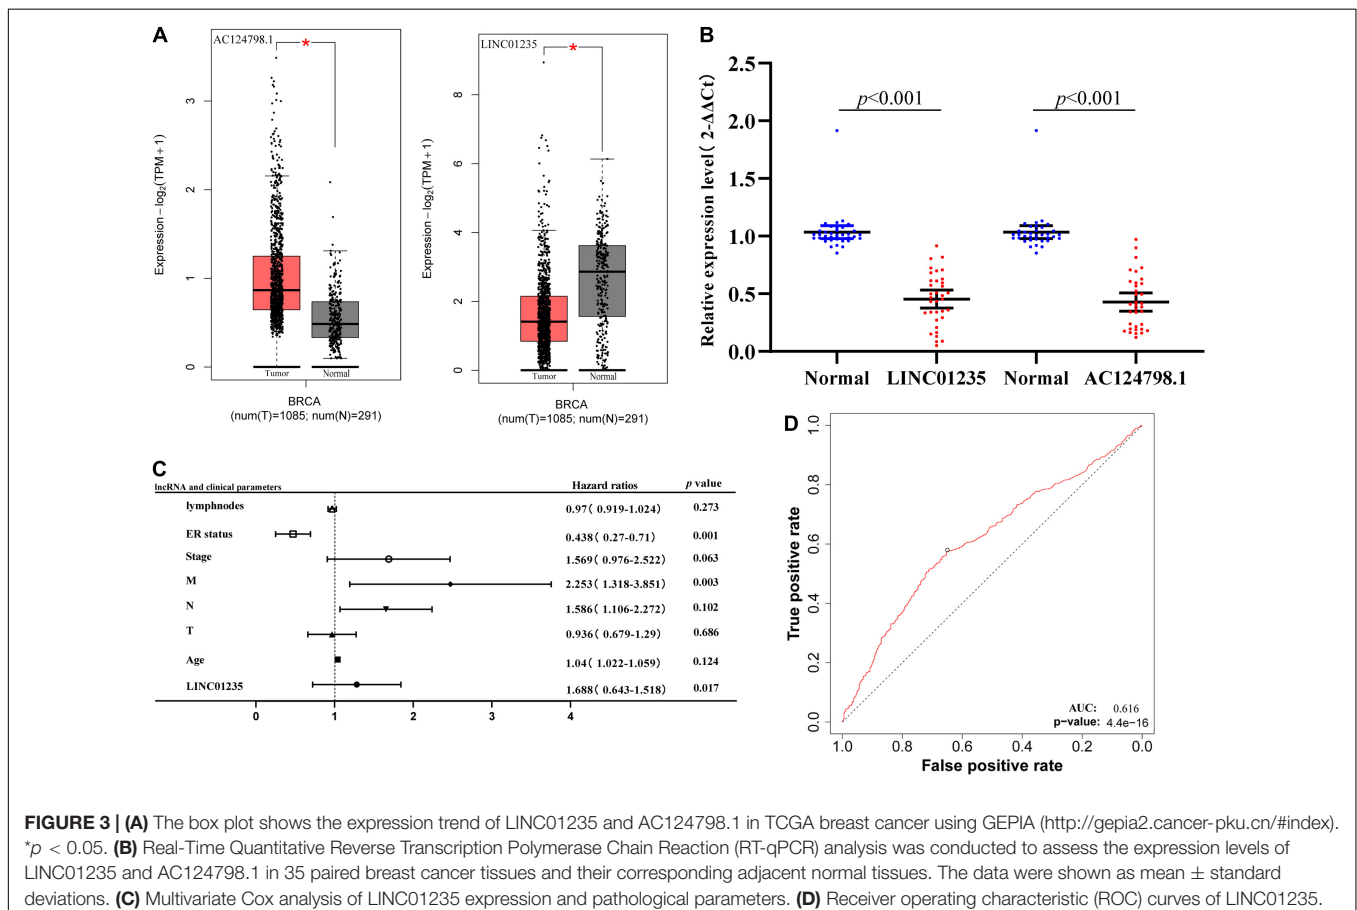 A
AC124798.1
*
Expression − log2(TPM + 1)
3
2
1
0
Tumor
Normal
BRCA
(num(T)=1085; num(N)=291)
LINC01235
*
Expression − log2(TPM + 1)
8
6
4
2
0
Tumor
Normal
BRCA
(num(T)=1085; num(N)=291)
B
Relative expression level( 2-ΔΔCt)
2.5
2.0
1.5
1.0
0.5
0.0
p<0.001
p<0.001
Normal LINC01235 Normal AC124798.1
C
lncRNA and clinical parameters Hazard ratios p value
lymphnodes 0.97( 0.919-1.024) 0.273
ER status 0.438( 0.27-0.71) 0.001
Stage 1.569( 0.976-2.522) 0.063
M 2.253( 1.318-3.851) 0.003
N 1.586( 1.106-2.272) 0.102
T 0.936( 0.679-1.29) 0.686
Age 1.04( 1.022-1.059) 0.124
LINC01235 1.688( 0.643-1.518) 0.017
0 1 2 3 4
D
True positive rate
1.0
0.8
0.6
0.4
0.2
0.0
AUC: 0.616
p−value: 4.4e−16
1.0 0.8 0.6 0.4 0.2 0.0
False positive rate
FIGURE 3 | (A) The box plot shows the expression trend of LINC01235 and AC124798.1 in TCGA breast cancer using GEPIA (http://gepia2.cancer-pku.cn/#index).
*p < 0.05. (B) Real-Time Quantitative Reverse Transcription Polymerase Chain Reaction (RT-qPCR) analysis was conducted to assess the expression levels of
LINC01235 and AC124798.1 in 35 paired breast cancer tissues and their corresponding adjacent normal tissues. The data were shown as mean ± standard
deviations. (C) Multivariate Cox analysis of LINC01235 expression and pathological parameters. (D) Receiver operating characteristic (ROC) curves of LINC01235.